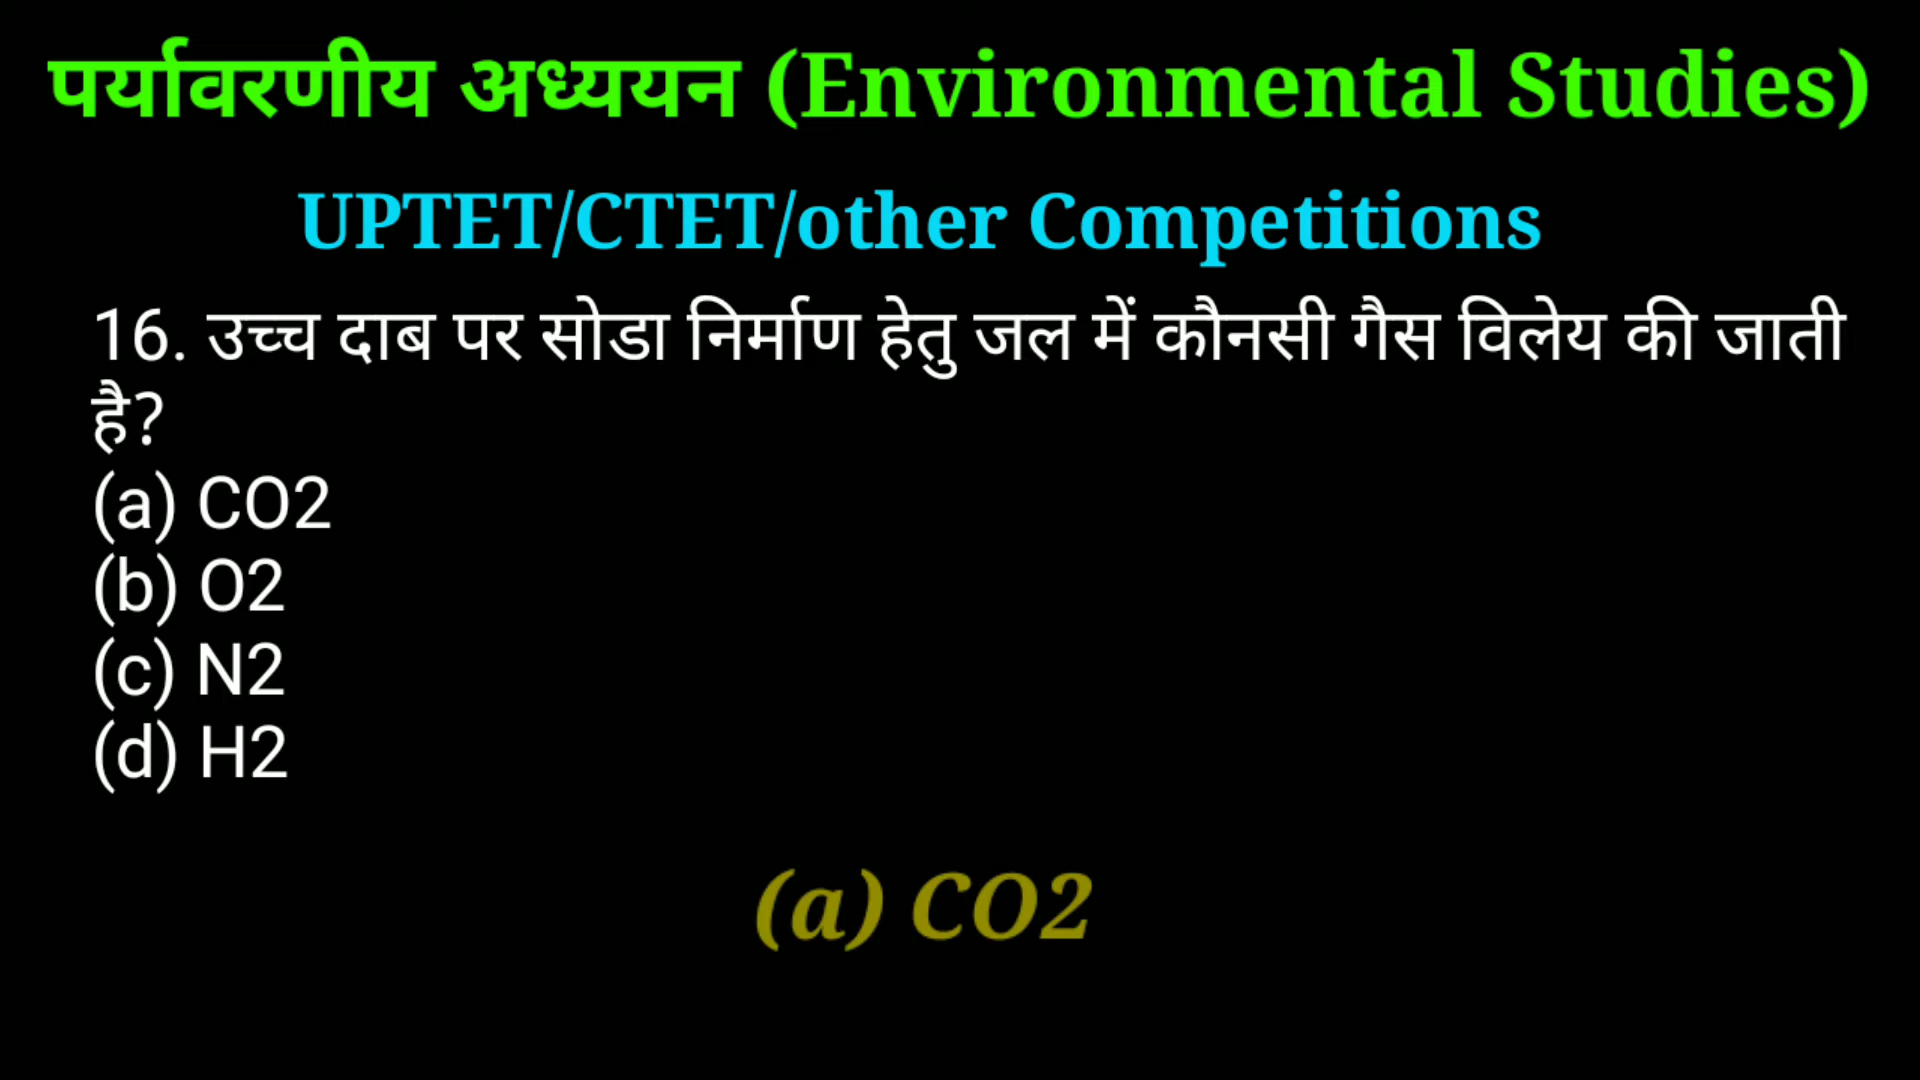 पर्यावरणीय अध्ययन (Environmental Studies)
UPTET/CTET/other Competitions
16. उच्च दाब पर सोडा निर्माण हेतु जल में कौनसी गैस विलेय की जाती
है?
(a) CO2
(b) O2
(c) N2
(d) H2
(a) CO2